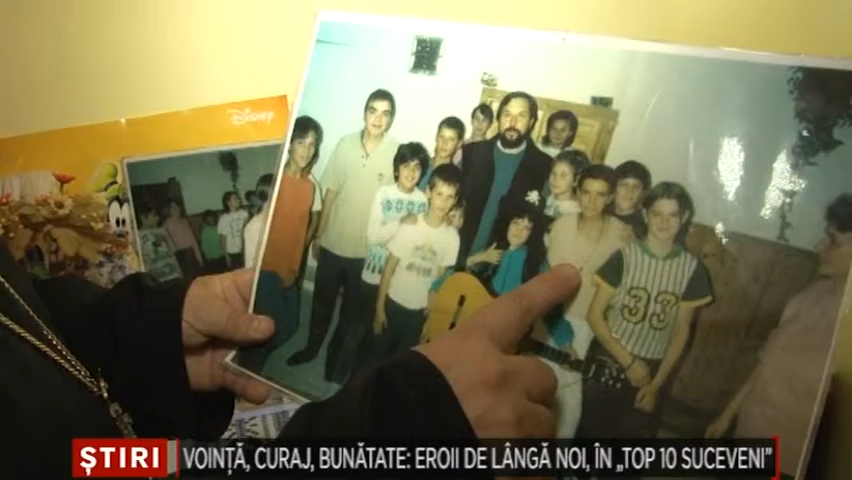 Disney
33
ȘTIRI
VOINȚĂ, CURAJ, BUNĂTATE: EROII DE LÂNGĂ NOI, ÎN „TOP 10 SUCEVENI”